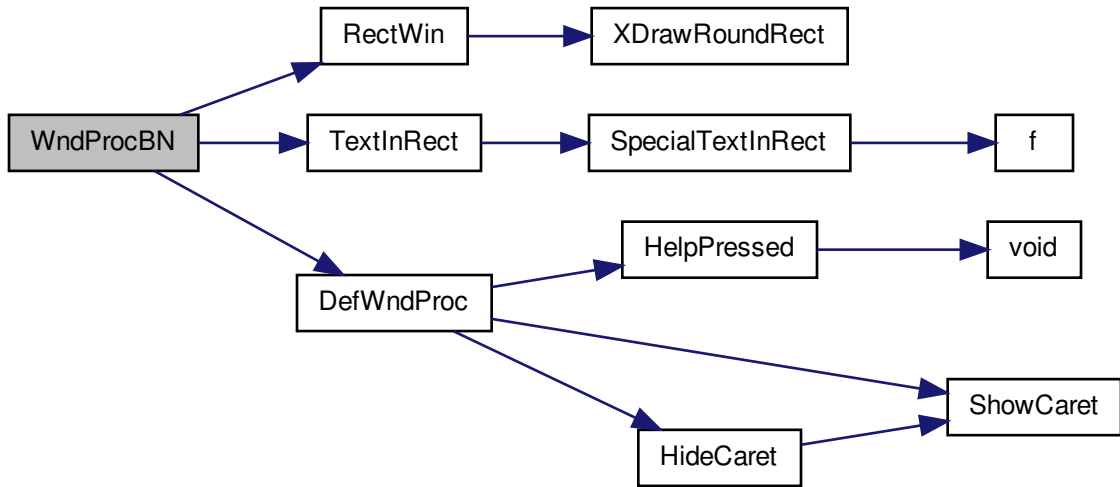 RectWin
XDrawRoundRect
WndProcBN
TextInRect
SpecialTextInRect
f
HelpPressed
void
DefWndProc
ShowCaret
HideCaret